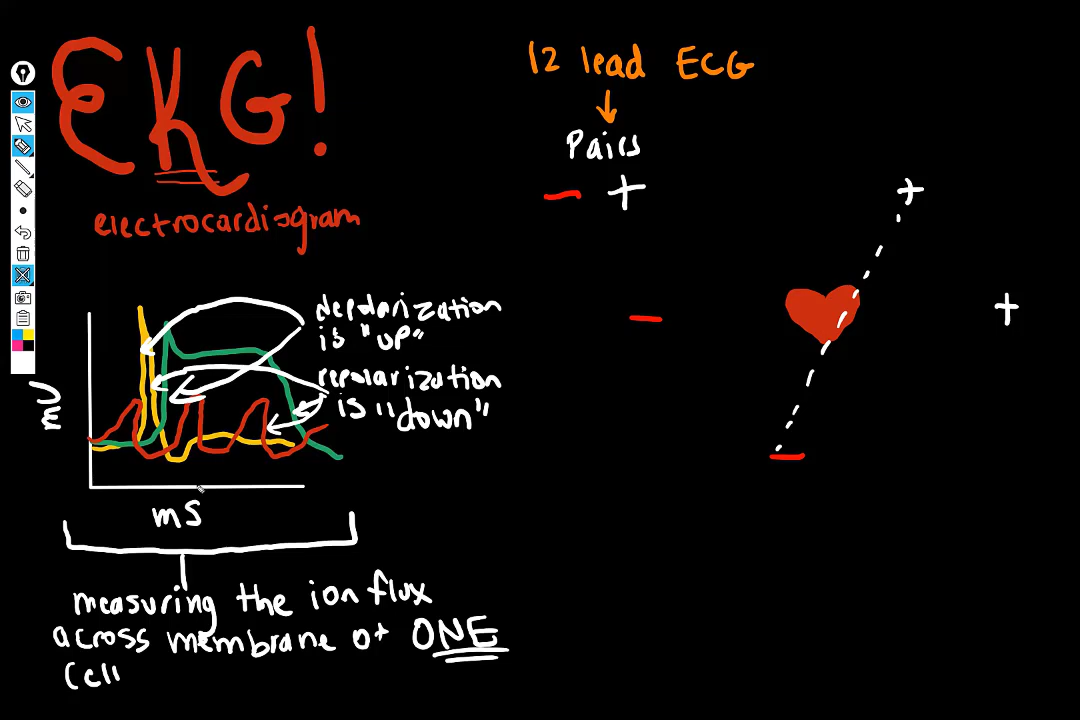 EKG!
electrocardiogram
depolarization
is "up"
repolarization
is "down"
mV
ms
measuring the ion flux
across membrane of ONE
cell
12 lead ECG
Pairs
- +
+
- +
-